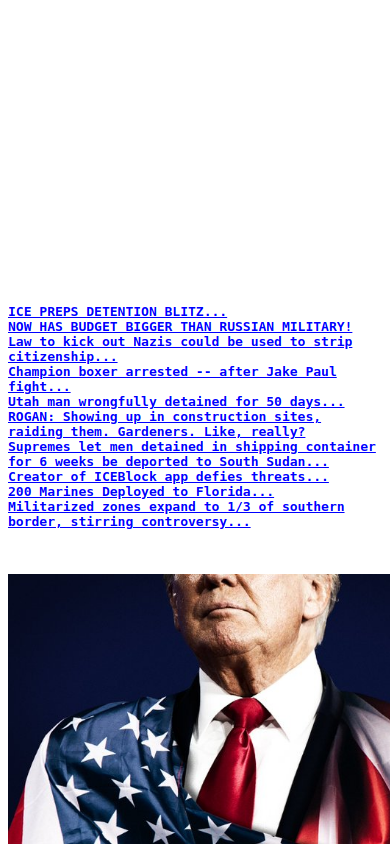 ICE PREPS DETENTION BLITZ...
NOW HAS BUDGET BIGGER THAN RUSSIAN MILITARY!
Law to kick out Nazis could be used to strip
citizenship...
Champion boxer arrested -- after Jake Paul
fight...
Utah man wrongfully detained for 50 days...
ROGAN: Showing up in construction sites,
raiding them. Gardeners. Like, really?
Supremes let men detained in shipping container
for 6 weeks be deported to South Sudan...
Creator of ICEBlock app defies threats...
200 Marines Deployed to Florida...
Militarized zones expand to 1/3 of southern
border, stirring controversy...